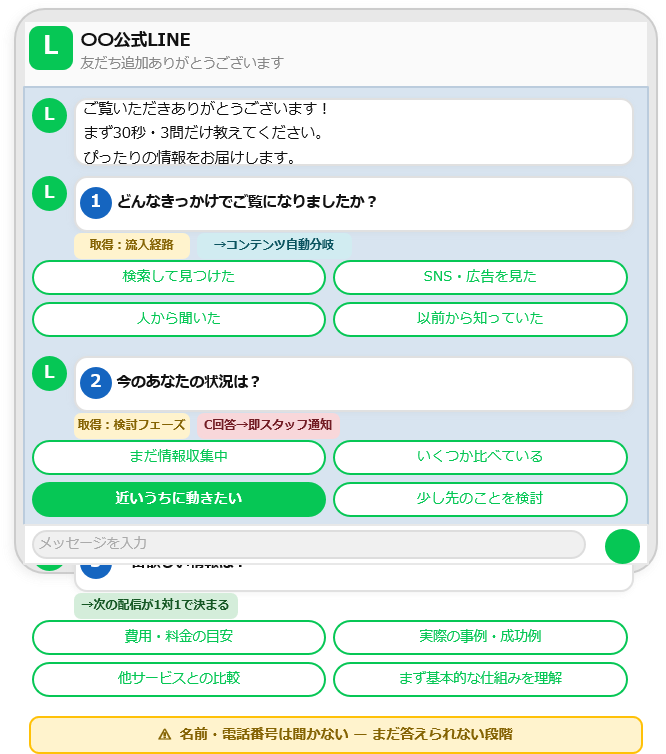 L
〇〇公式LINE
友だち追加ありがとうございます
L
ご覧いただきありがとうございます！
まず30秒・3問だけ教えてください。
ぴったりの情報をお届けします。
L
1 どんなきっかけでご覧になりましたか？
取得：流入経路 →コンテンツ自動分岐
検索して見つけた SNS・広告を見た
人から聞いた 以前から知っていた
L
2 今のあなたの状況は？
取得：検討フェーズ C回答→即スタッフ通知
まだ情報収集中 いくつか比べている
近いうちに動きたい 少し先のことを検討
メッセージを入力
→次の配信が1対1で決まる
費用・料金の目安 実際の事例・成功例
他サービスとの比較 まず基本的な仕組みを理解
⚠ 名前・電話番号は聞かない — まだ答えられない段階